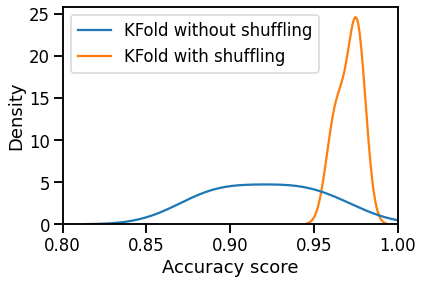 KFold without shuffling
KFold with shuffling
25
20
15
10
5
0
Density
0.80 0.85 0.90 0.95 1.00
Accuracy score